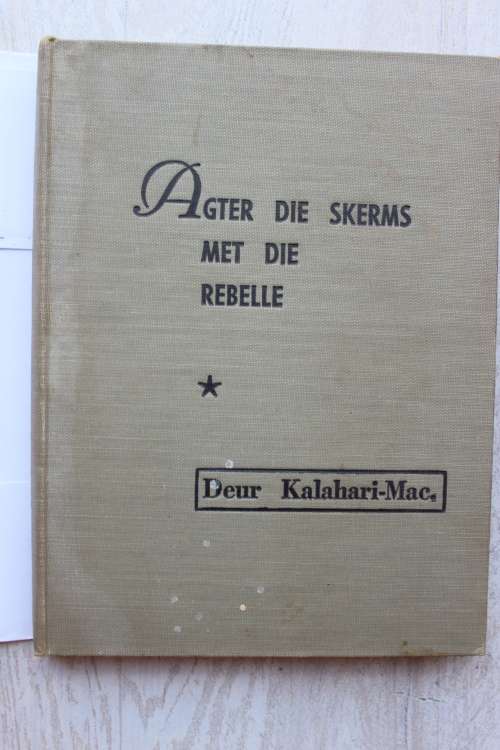 AGTER DIE SKERMS
MET DIE
REBELLE
Deur Kalahari-Mac.